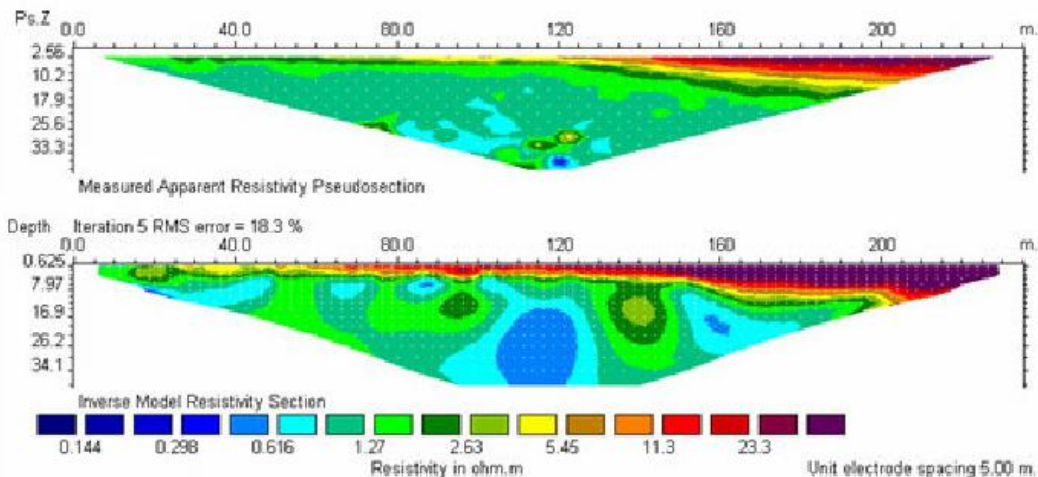 Ps.Z 0.0 40.0 80.0 120 160 200 m.
2.66
10.2
17.9
25.6
33.3
Measured Apparent Resistivity Pseudosection
Depth Iteration 5 RMS error = 18.3 %
0.0 40.0 80.0 120 160 200 m.
0.625
7.97
16.9
26.2
34.1
Inverse Model Resistivity Section
0.144 0.298 0.616 1.27 2.63 5.45 11.3 23.3
Resistivity in ohm.m Unit electrode spacing 5.00 m.